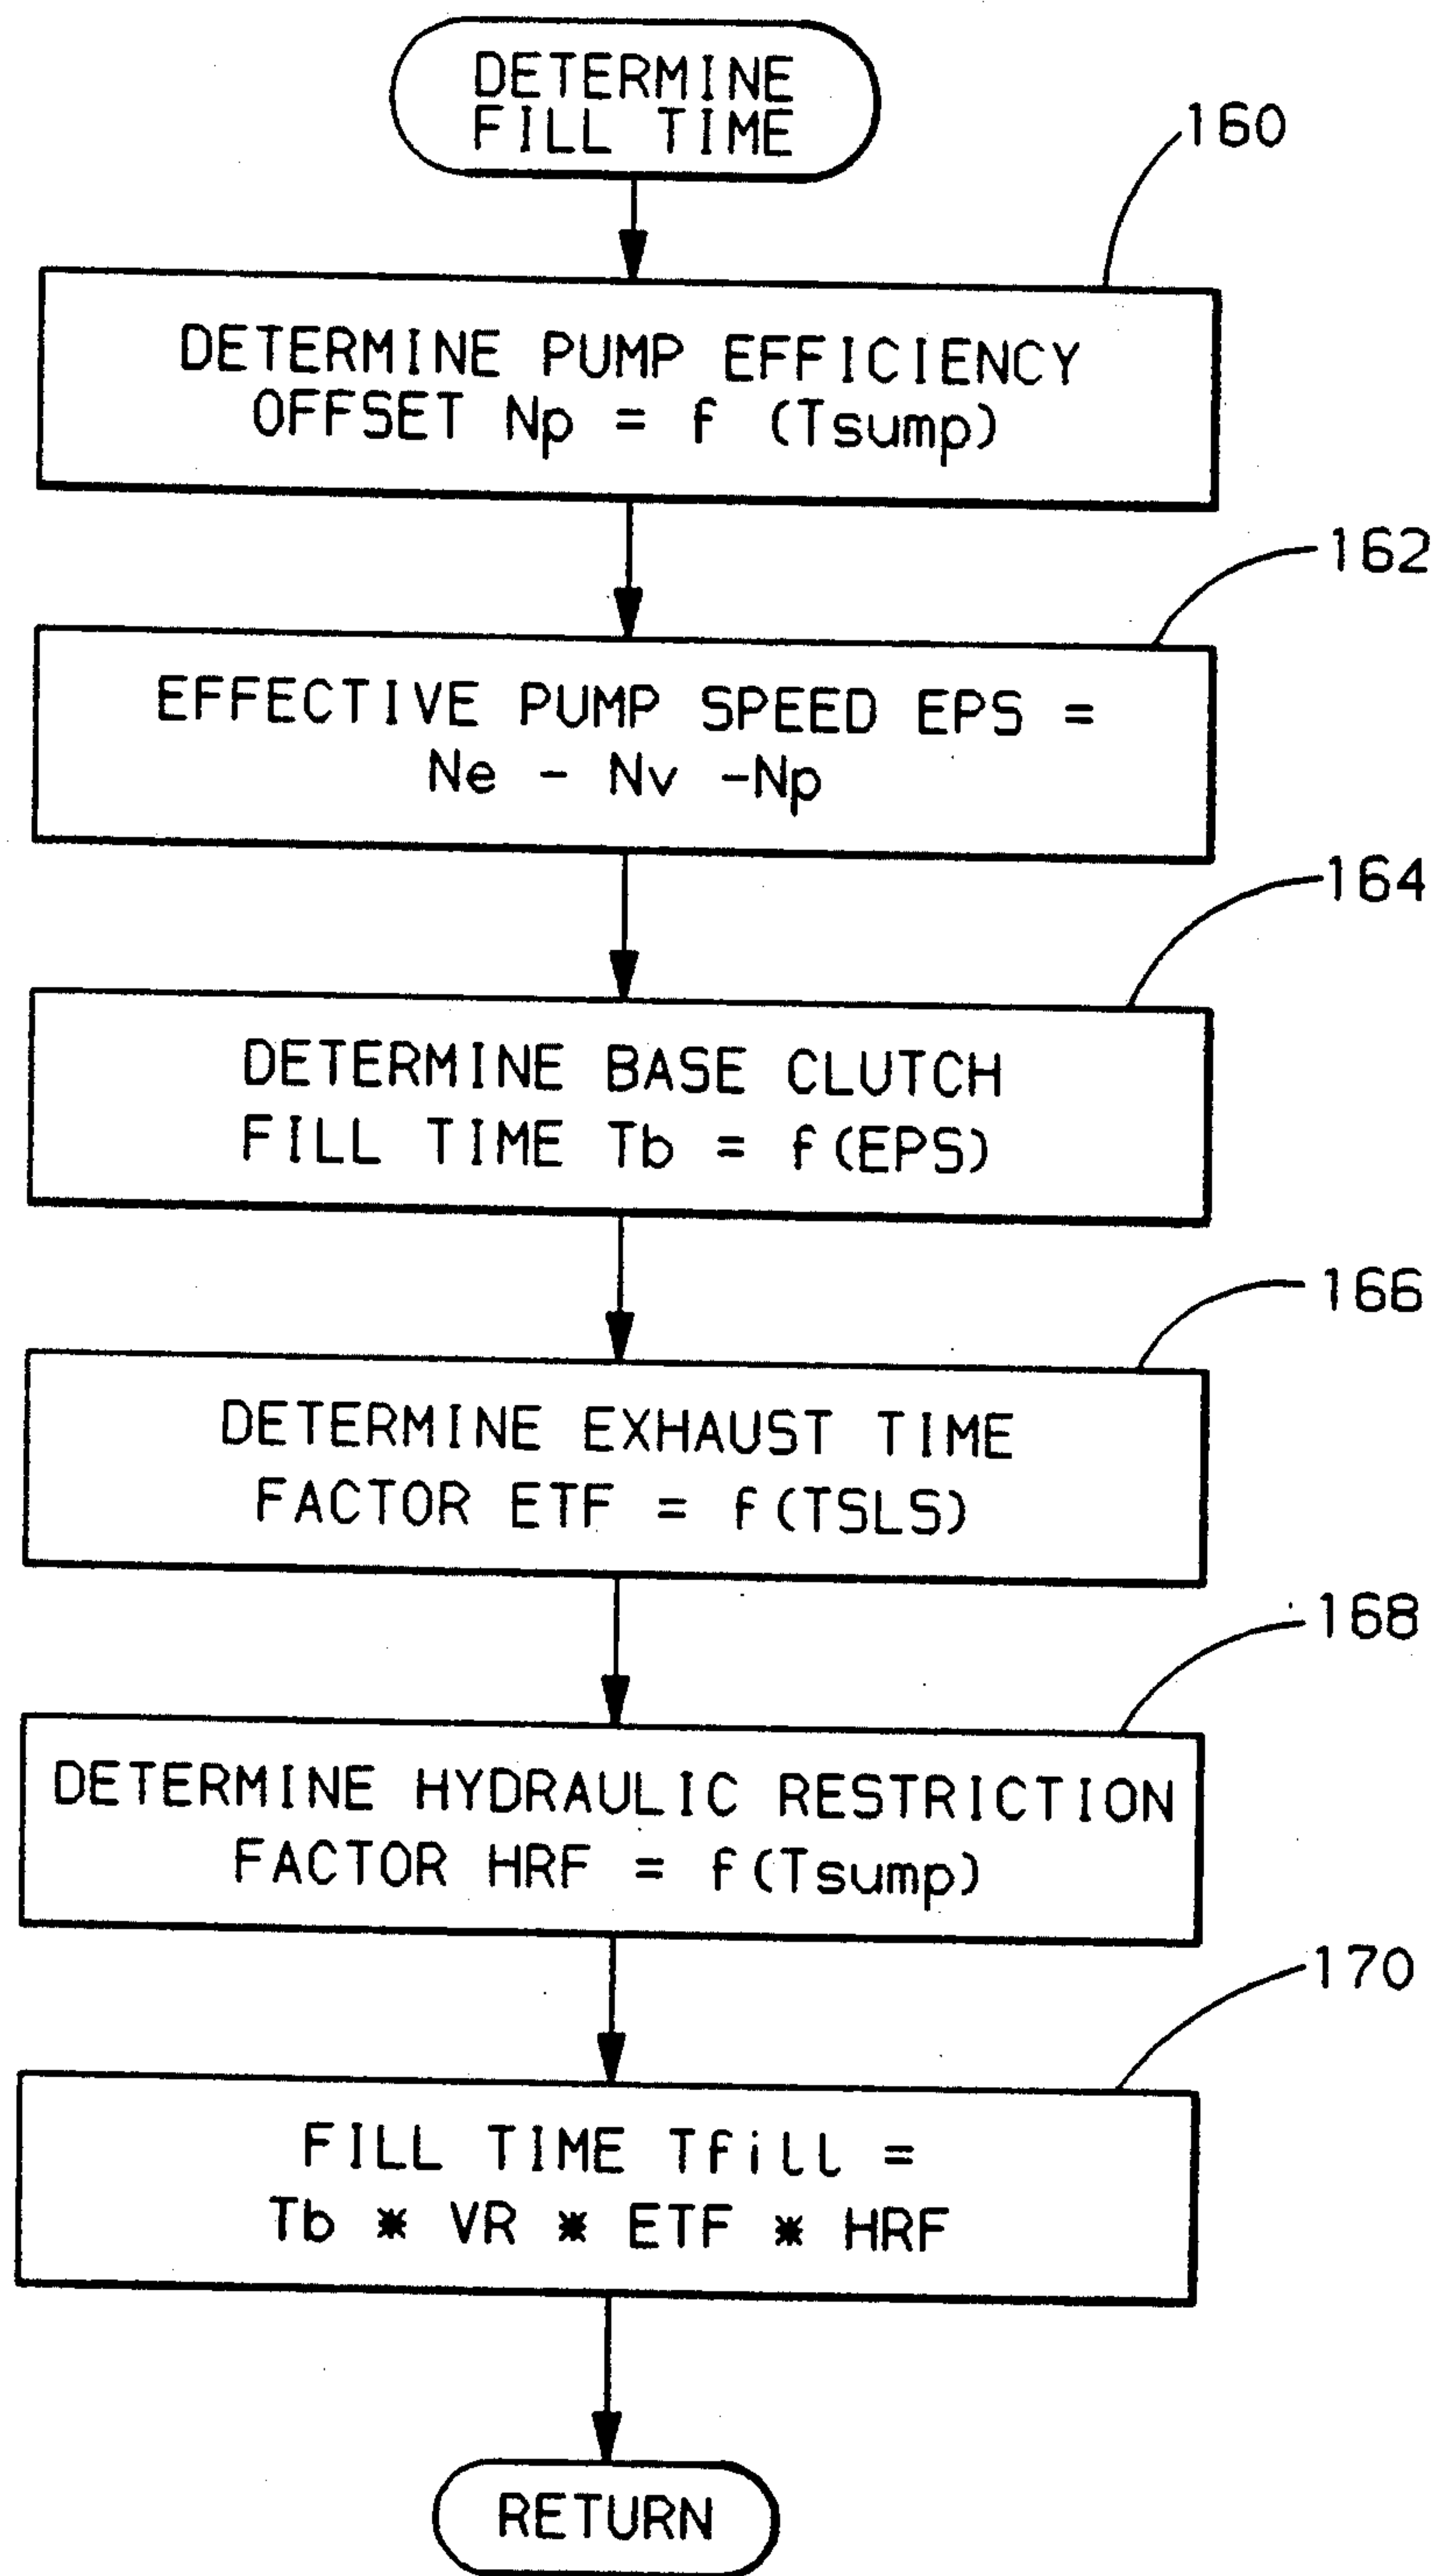 DETERMINE
FILL TIME
160
DETERMINE PUMP EFFICIENCY
OFFSET Np = f (Tsump)
162
EFFECTIVE PUMP SPEED EPS =
Ne - Nv -Np
164
DETERMINE BASE CLUTCH
FILL TIME Tb = f(EPS)
166
DETERMINE EXHAUST TIME
FACTOR ETF = f(TSLS)
168
DETERMINE HYDRAULIC RESTRICTION
FACTOR HRF = f(Tsump)
170
FILL TIME Tfill =
Tb * VR * ETF * HRF
RETURN